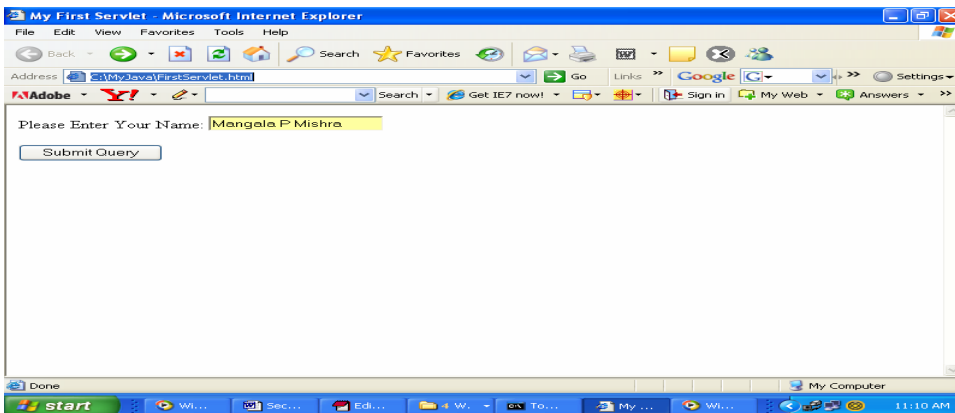 My First Servlet - Microsoft Internet Explorer
File Edit View Favorites Tools Help
Back Search Favorites
Address C:\MyJava\FirstServlet.html Go Links » Google G Settings
Adobe Y! Search Get IE7 now! Sign in My Web Answers »
Please Enter Your Name: Mangala P Mishra
Submit Query
Done My Computer
start Wi... Sec... Edi... 4 W. To... My ... Wi... 11:10 AM